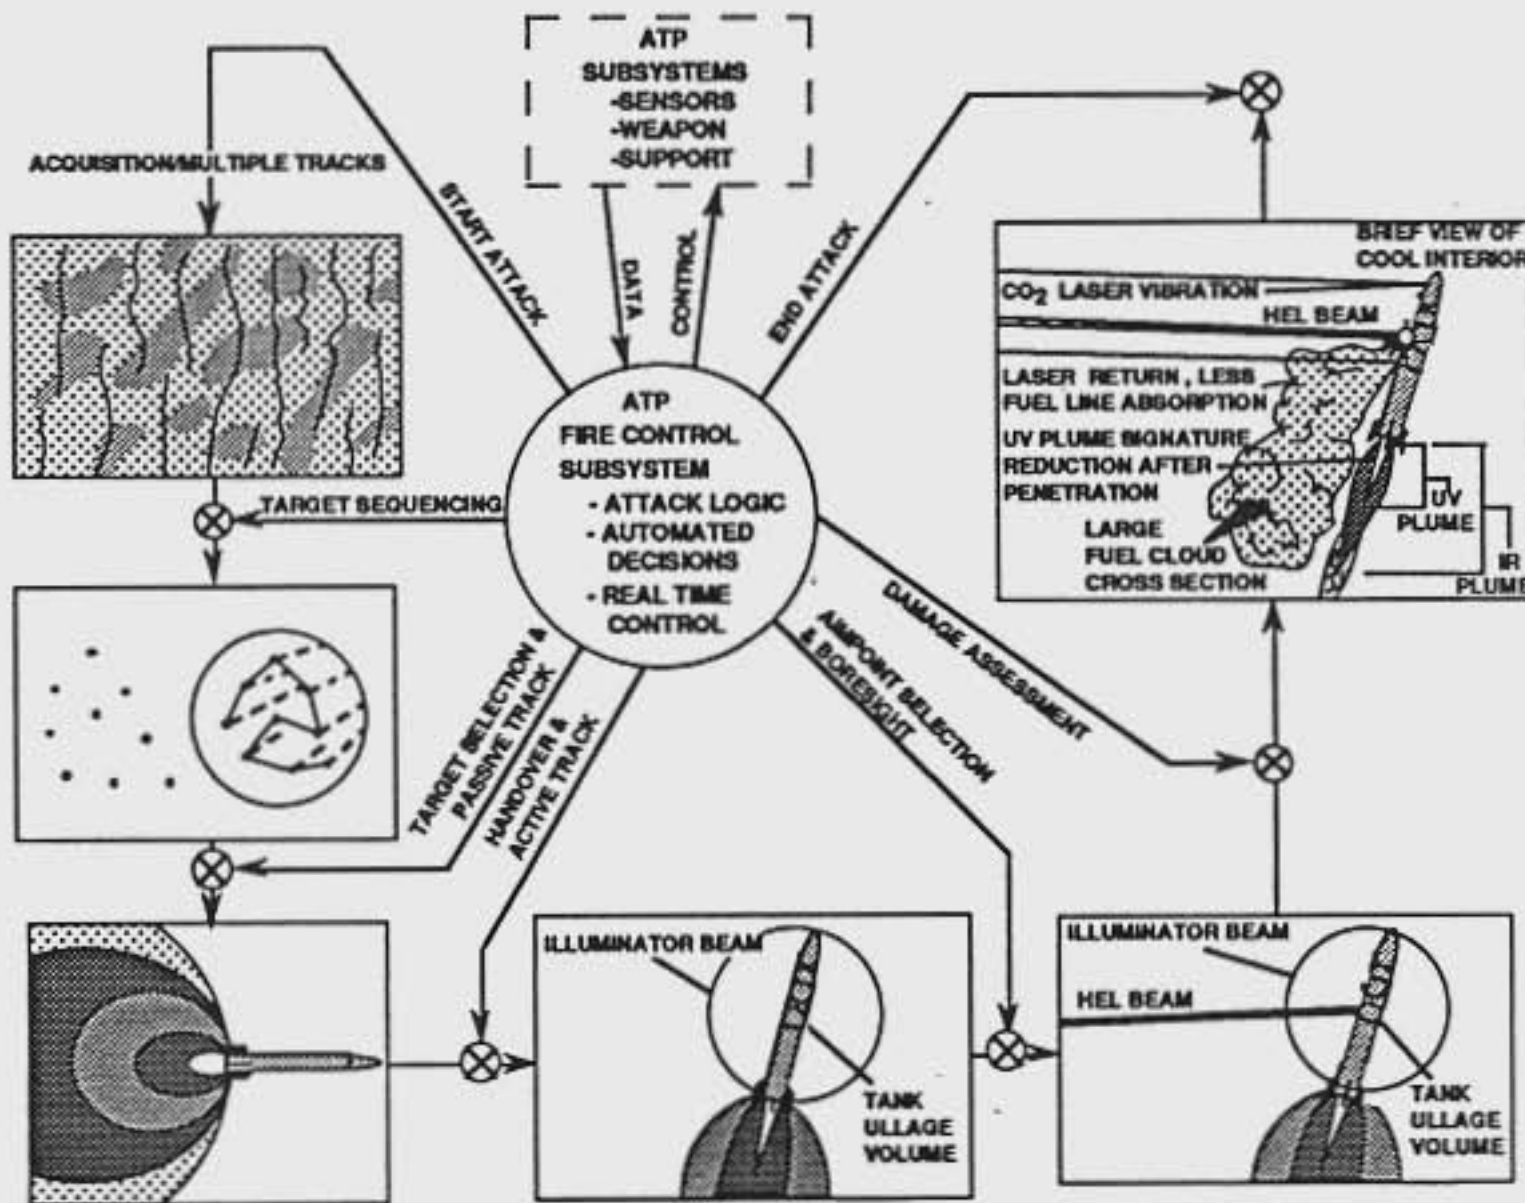 ATP
SUBSYSTEMS
-SENSORS
-WEAPON
-SUPPORT
ACQUISITION/MULTIPLE TRACKS
START ATTACK
DATA
CONTROL
END ATTACK
BRIEF VIEW OF
COOL INTERIOR
CO₂ LASER VIBRATION
HEL BEAM
LASER RETURN, LESS
FUEL LINE ABSORPTION
UV PLUME SIGNATURE
REDUCTION AFTER
PENETRATION
UV
PLUME
LARGE
FUEL CLOUD
CROSS SECTION
IR
PLUME
ATP
FIRE CONTROL
SUBSYSTEM
- ATTACK LOGIC
- AUTOMATED
DECISIONS
- REAL TIME
CONTROL
TARGET SEQUENCING
TARGET SELECTION &
PASSIVE TRACK
HANDOVER &
ACTIVE TRACK
AIMPOINT SELECTION
& BORESIGHT
DAMAGE ASSESSMENT
ILLUMINATOR BEAM
TANK
ULLAGE
VOLUME
ILLUMINATOR BEAM
HEL BEAM
TANK
ULLAGE
VOLUME